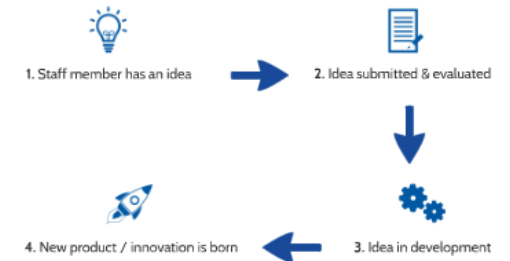 1. Staff member has an idea
2. Idea submitted & evaluated
3. Idea in development
4. New product / innovation is born